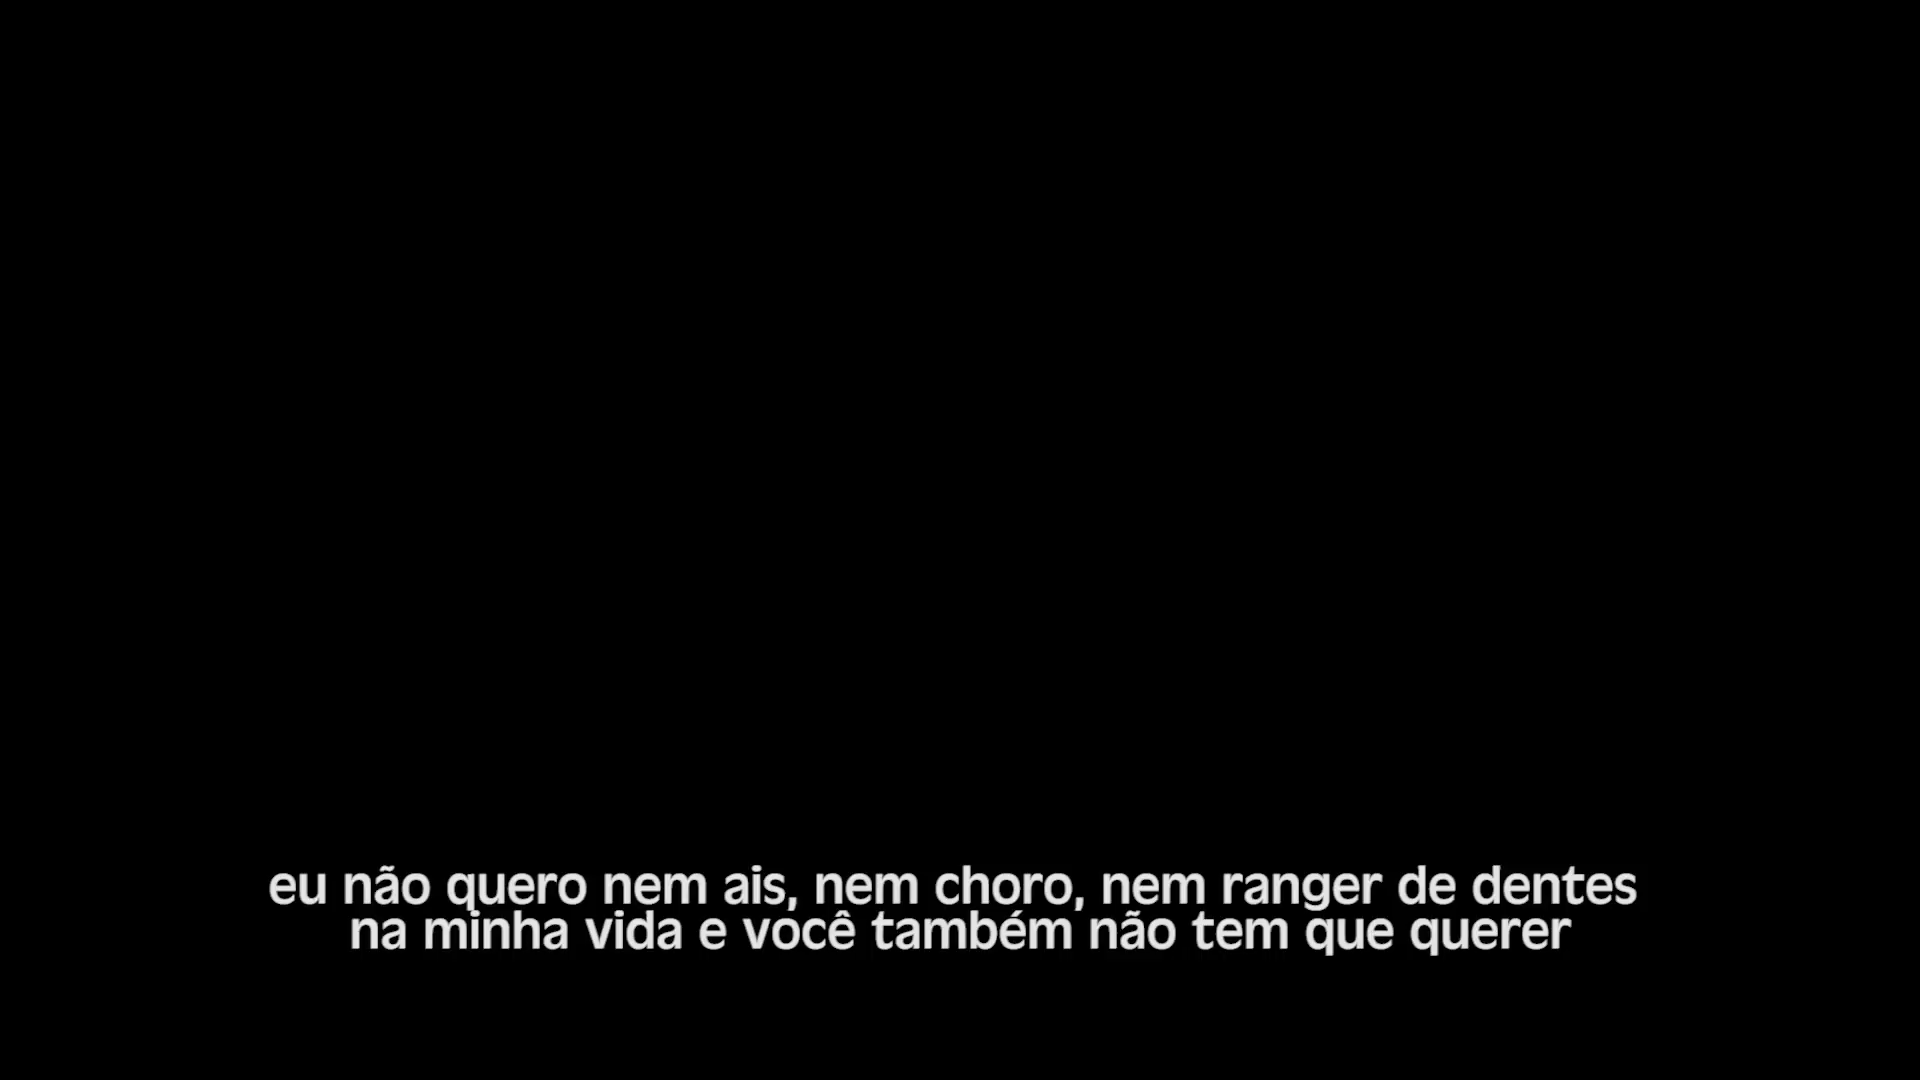 eu não quero nem ais, nem choro, nem ranger de dentes
na minha vida e você também não tem que querer